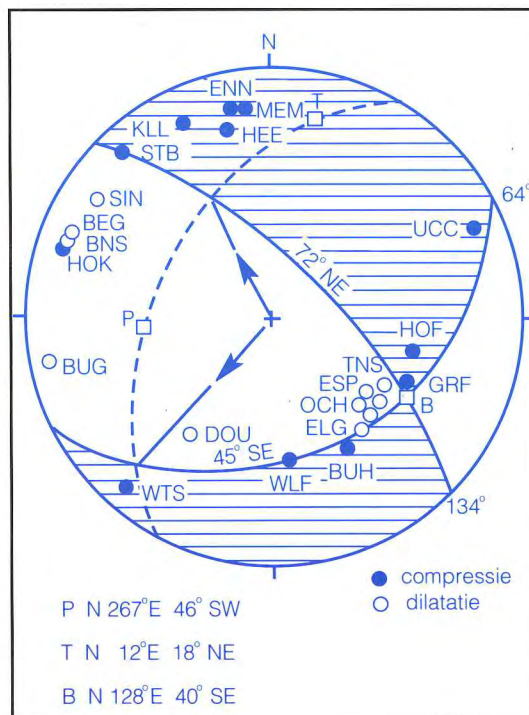 N
ENN
MEM
T
KLL
HEE
STB
SIN
64°
BEG
UCC
BNS
HOK
72° NE
P
HOF
TNS
BUG
ESP
GRF
OCH
B
ELG
DOU
45° SE
BUH
WLF
WTS
134°
compressie
dilatatie
P N 267°E 46° SW
T N 12°E 18° NE
B N 128°E 40° SE